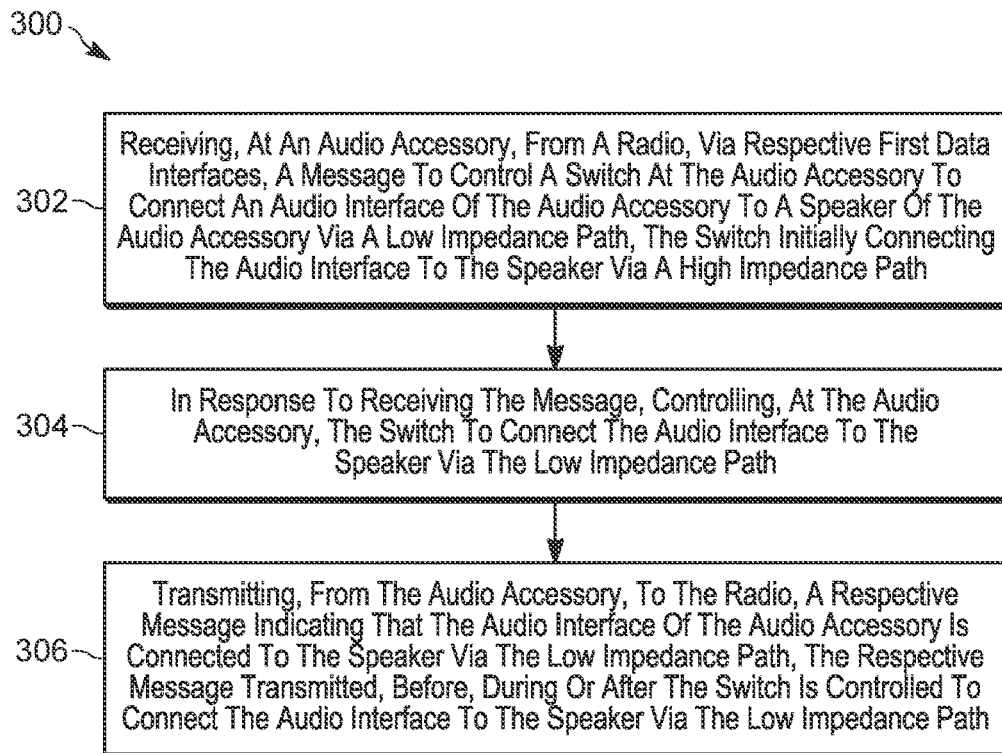 300
302
Receiving, At An Audio Accessory, From A Radio, Via Respective First Data
Interfaces, A Message To Control A Switch At The Audio Accessory To
Connect An Audio Interface Of The Audio Accessory To A Speaker Of The
Audio Accessory Via A Low Impedance Path, The Switch Initially Connecting
The Audio Interface To The Speaker Via A High Impedance Path
304
In Response To Receiving The Message, Controlling, At The Audio
Accessory, The Switch To Connect The Audio Interface To The
Speaker Via The Low Impedance Path
306
Transmitting, From The Audio Accessory, To The Radio, A Respective
Message Indicating That The Audio Interface Of The Audio Accessory Is
Connected To The Speaker Via The Low Impedance Path, The Respective
Message Transmitted, Before, During Or After The Switch Is Controlled To
Connect The Audio Interface To The Speaker Via The Low Impedance Path